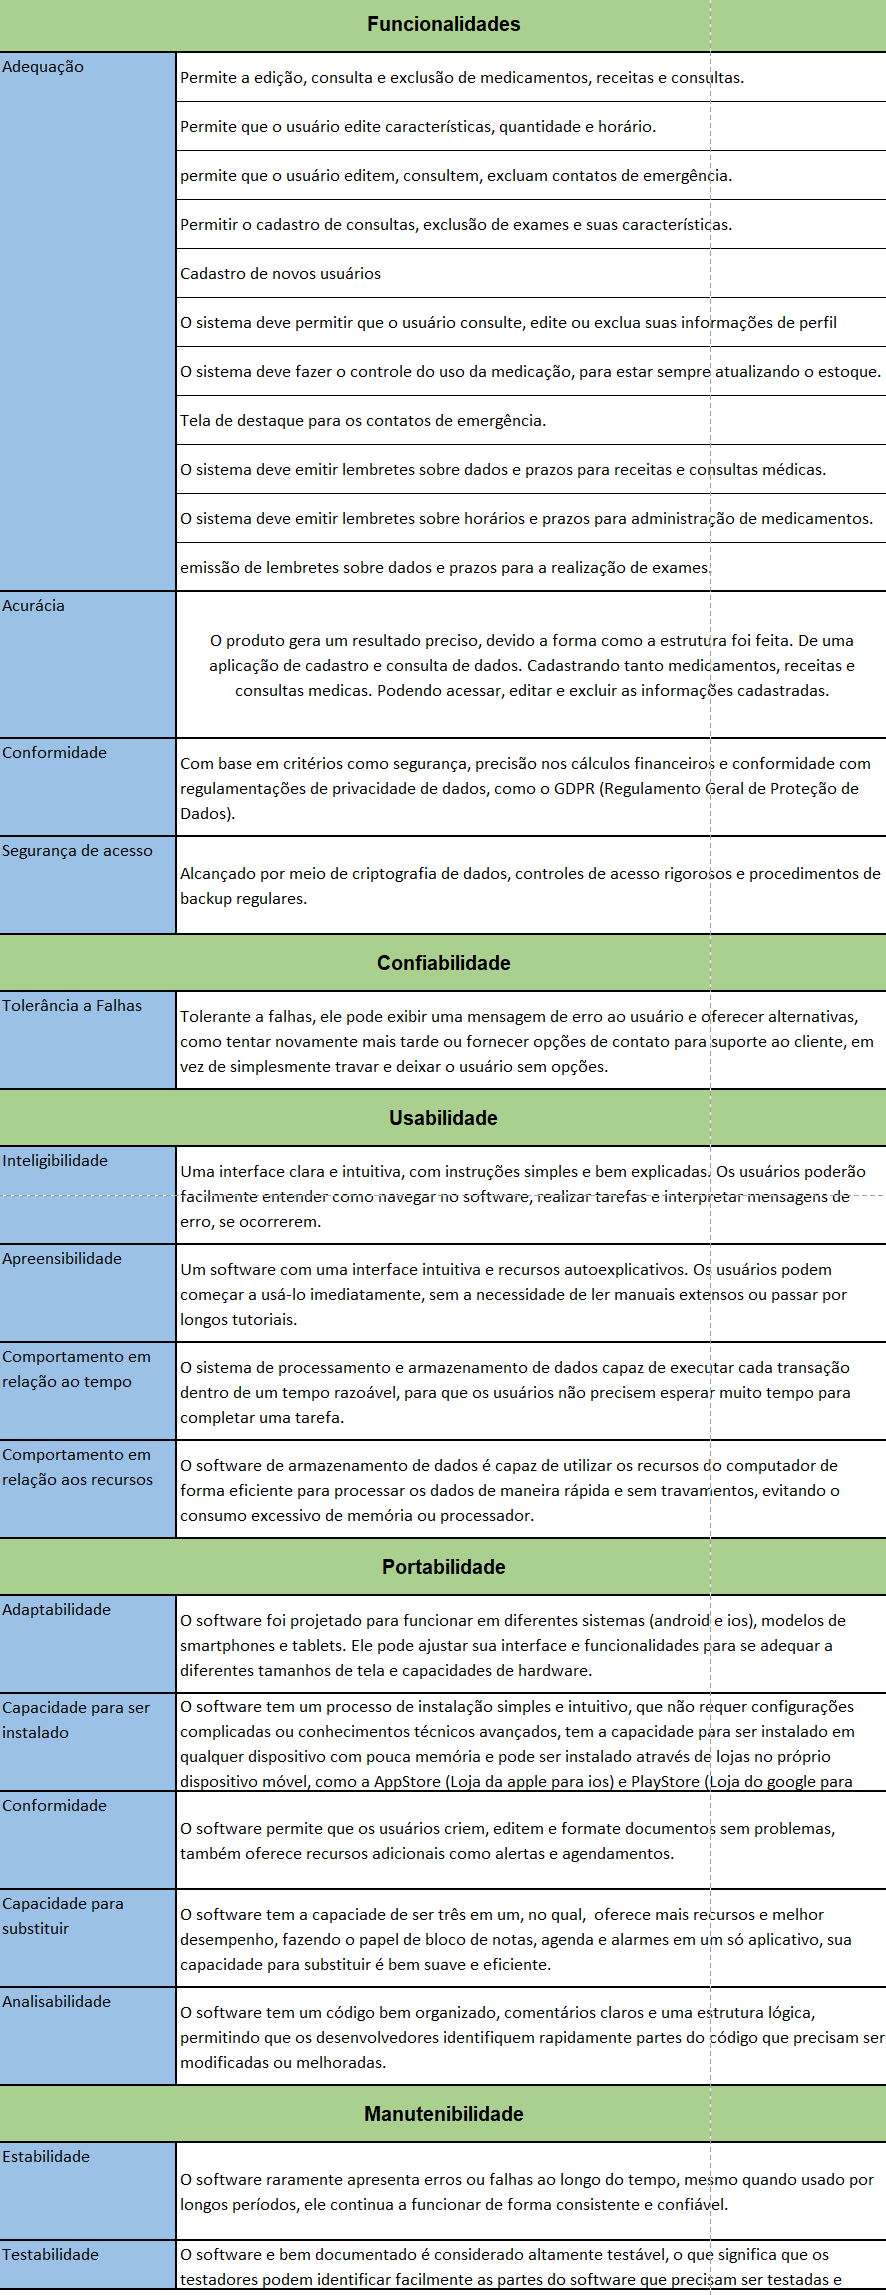 Funcionalidades
Adequação
Permite a edição, consulta e exclusão de medicamentos, receitas e consultas.
Permite que o usuário edite características, quantidade e horário.
permite que o usuário editem, consultem, excluam contatos de emergência.
Permitir o cadastro de consultas, exclusão de exames e suas características.
Cadastro de novos usuários
O sistema deve permitir que o usuário consulte, edite ou exclua suas informações de perfil
O sistema deve fazer o controle do uso da medicação, para estar sempre atualizando o estoque.
Tela de destaque para os contatos de emergência.
O sistema deve emitir lembretes sobre dados e prazos para receitas e consultas médicas.
O sistema deve emitir lembretes sobre horários e prazos para administração de medicamentos.
emissão de lembretes sobre dados e prazos para a realização de exames.
Acurácia
O produto gera um resultado preciso, devido a forma como a estrutura foi feita. De uma
aplicação de cadastro e consulta de dados. Cadastrando tanto medicamentos, receitas e
consultas medicas. Podendo acessar, editar e excluir as informações cadastradas.
Conformidade
Com base em critérios como segurança, precisão nos cálculos financeiros e conformidade com
regulamentações de privacidade de dados, como o GDPR (Regulamento Geral de Proteção de
Dados).
Segurança de acesso
Alcançado por meio de criptografia de dados, controles de acesso rigorosos e procedimentos de
backup regulares.
Confiabilidade
Tolerância a Falhas
Tolerante a falhas, ele pode exibir uma mensagem de erro ao usuário e oferecer alternativas,
como tentar novamente mais tarde ou fornecer opções de contato para suporte ao cliente, em
vez de simplesmente travar e deixar o usuário sem opções.
Usabilidade
Inteligibilidade
Uma interface clara e intuitiva, com instruções simples e bem explicadas. Os usuários poderão
facilmente entender como navegar no software, realizar tarefas e interpretar mensagens de
erro, se ocorrerem.
Apreensibilidade
Um software com uma interface intuitiva e recursos autoexplicativos. Os usuários podem
começar a usá-lo imediatamente, sem a necessidade de ler manuais extensos ou passar por
longos tutoriais.
Comportamento em
relação ao tempo
O sistema de processamento e armazenamento de dados capaz de executar cada transação
dentro de um tempo razoável, para que os usuários não precisem esperar muito tempo para
completar uma tarefa.
Comportamento em
relação aos recursos
O software de armazenamento de dados é capaz de utilizar os recursos do computador de
forma eficiente para processar os dados de maneira rápida e sem travamentos, evitando o
consumo excessivo de memória ou processador.
Portabilidade
Adaptabilidade
O software foi projetado para funcionar em diferentes sistemas (android e ios), modelos de
smartphones e tablets. Ele pode ajustar sua interface e funcionalidades para se adequar a
diferentes tamanhos de tela e capacidades de hardware.
Capacidade para ser
instalado
O software tem um processo de instalação simples e intuitivo, que não requer configurações
complicadas ou conhecimentos técnicos avançados, tem a capacidade para ser instalado em
qualquer dispositivo com pouca memória e pode ser instalado através de lojas no próprio
dispositivo móvel, como a AppStore (Loja da apple para ios) e PlayStore (Loja do google para
Conformidade
O software permite que os usuários criem, editem e formate documentos sem problemas,
também oferece recursos adicionais como alertas e agendamentos.
Capacidade para
substituir
O software tem a capaciade de ser três em um, no qual,  oferece mais recursos e melhor
desempenho, fazendo o papel de bloco de notas, agenda e alarmes em um só aplicativo, sua
capacidade para substituir é bem suave e eficiente.
Analisabilidade
O software tem um código bem organizado, comentários claros e uma estrutura lógica,
permitindo que os desenvolvedores identifiquem rapidamente partes do código que precisam ser
modificadas ou melhoradas.
Manutenibilidade
Estabilidade
O software raramente apresenta erros ou falhas ao longo do tempo, mesmo quando usado por
longos períodos, ele continua a funcionar de forma consistente e confiável.
Testabilidade
O software e bem documentado é considerado altamente testável, o que significa que os
testadores podem identificar facilmente as partes do software que precisam ser testadas e